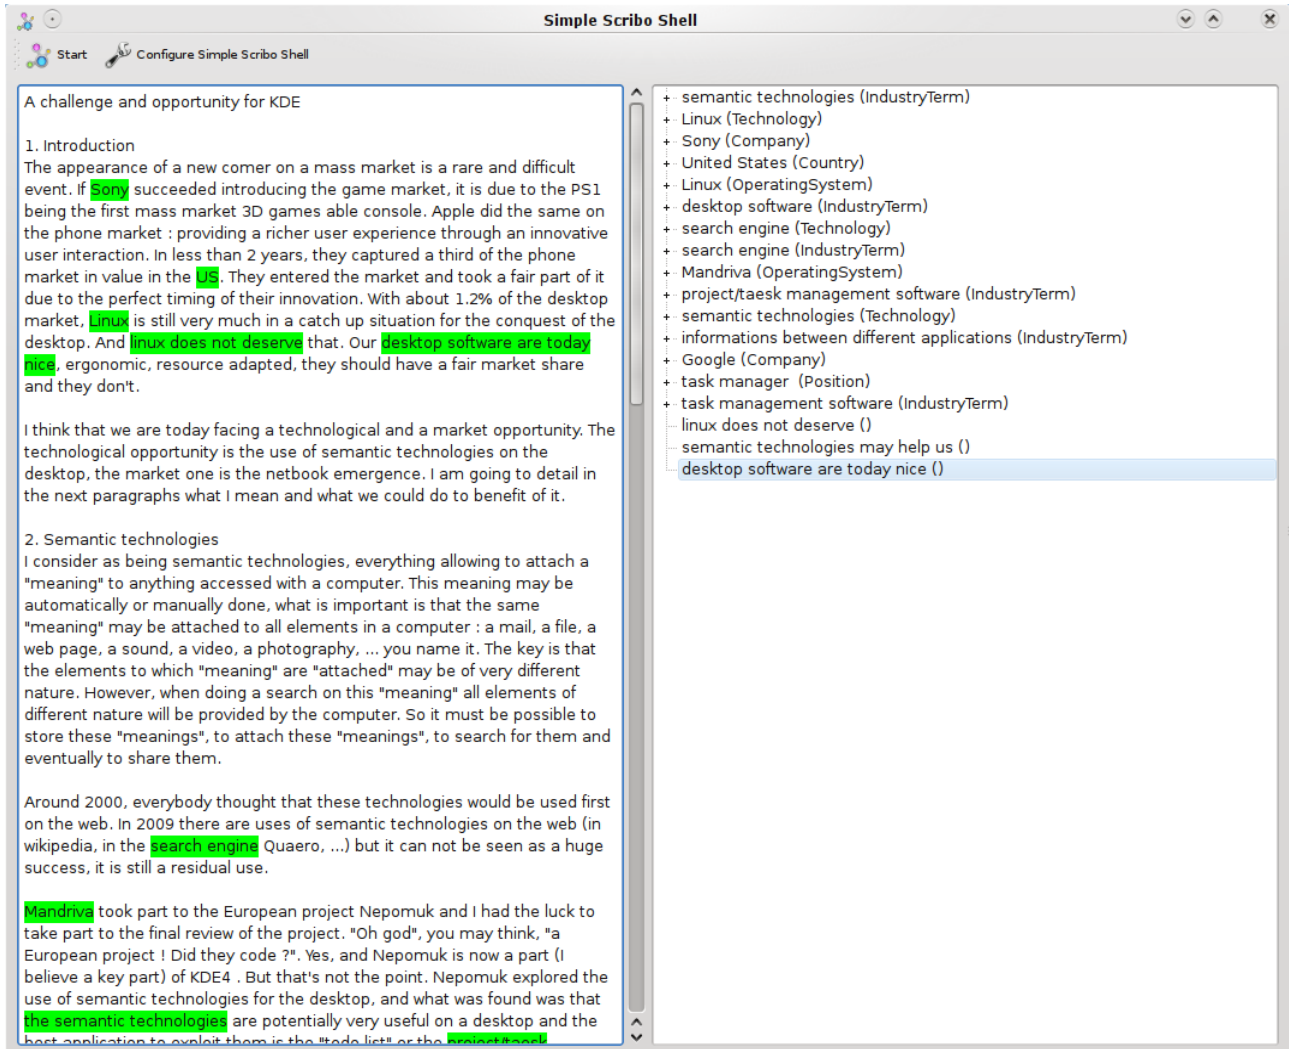 Simple Scribo Shell
Start
Configure Simple Scribo Shell
A challenge and opportunity for KDE
1. Introduction
The appearance of a new comer on a mass market is a rare and difficult
event. If Sony succeeded introducing the game market, it is due to the PS1
being the first mass market 3D games able console. Apple did the same on
the phone market : providing a richer user experience through an innovative
user interaction. In less than 2 years, they captured a third of the phone
market in value in the US. They entered the market and took a fair part of it
due to the perfect timing of their innovation. With about 1.2% of the desktop
market, Linux is still very much in a catch up situation for the conquest of the
desktop. And linux does not deserve that. Our desktop software are today
nice, ergonomic, resource adapted, they should have a fair market share
and they don't.
I think that we are today facing a technological and a market opportunity. The
technological opportunity is the use of semantic technologies on the
desktop, the market one is the netbook emergence. I am going to detail in
the next paragraphs what I mean and what we could do to benefit of it.
2. Semantic technologies
I consider as being semantic technologies, everything allowing to attach a
"meaning" to anything accessed with a computer. This meaning may be
automatically or manually done, what is important is that the same
"meaning" may be attached to all elements in a computer : a mail, a file, a
web page, a sound, a video, a photography, ... you name it. The key is that
the elements to which "meaning" are "attached" may be of very different
nature. However, when doing a search on this "meaning" all elements of
different nature will be provided by the computer. So it must be possible to
store these "meanings", to attach these "meanings", to search for them and
eventually to share them.
Around 2000, everybody thought that these technologies would be used first
on the web. In 2009 there are uses of semantic technologies on the web (in
wikipedia, in the search engine Quaero, ...) but it can not be seen as a huge
success, it is still a residual use.
Mandriva took part to the European project Nepomuk and I had the luck to
take part to the final review of the project. "Oh god", you may think, "a
European project ! Did they code ?". Yes, and Nepomuk is now a part (I
believe a key part) of KDE4 . But that's not the point. Nepomuk explored the
use of semantic technologies for the desktop, and what was found was that
the semantic technologies are potentially very useful on a desktop and the
best application to exploit them is the "todo list" or the project/taesk
semantic technologies (IndustryTerm)
Linux (Technology)
Sony (Company)
United States (Country)
Linux (OperatingSystem)
desktop software (IndustryTerm)
search engine (Technology)
search engine (IndustryTerm)
Mandriva (OperatingSystem)
project/taesk management software (IndustryTerm)
semantic technologies (Technology)
informations between different applications (IndustryTerm)
Google (Company)
task manager  (Position)
task management software (IndustryTerm)
linux does not deserve ()
semantic technologies may help us ()
desktop software are today nice ()